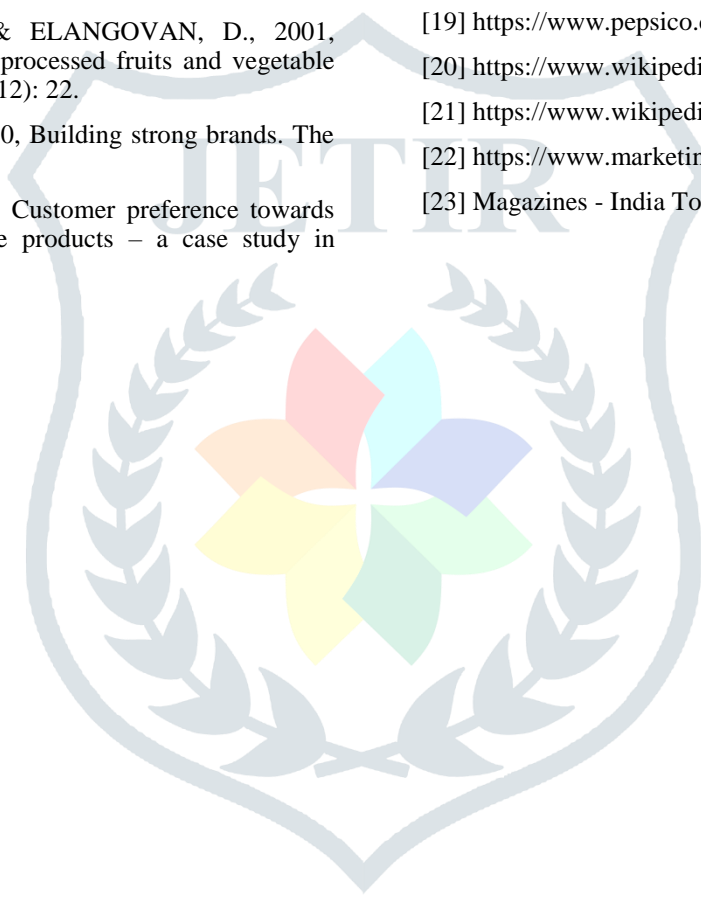 & ELANGOVAN, D., 2001,
processed fruits and vegetable
12): 22.
0, Building strong brands. The
Customer preference towards
e products – a case study in
[19] https://www.pepsico.
[20] https://www.wikiped
[21] https://www.wikiped
[22] https://www.marketin
[23] Magazines - India To
JETIR